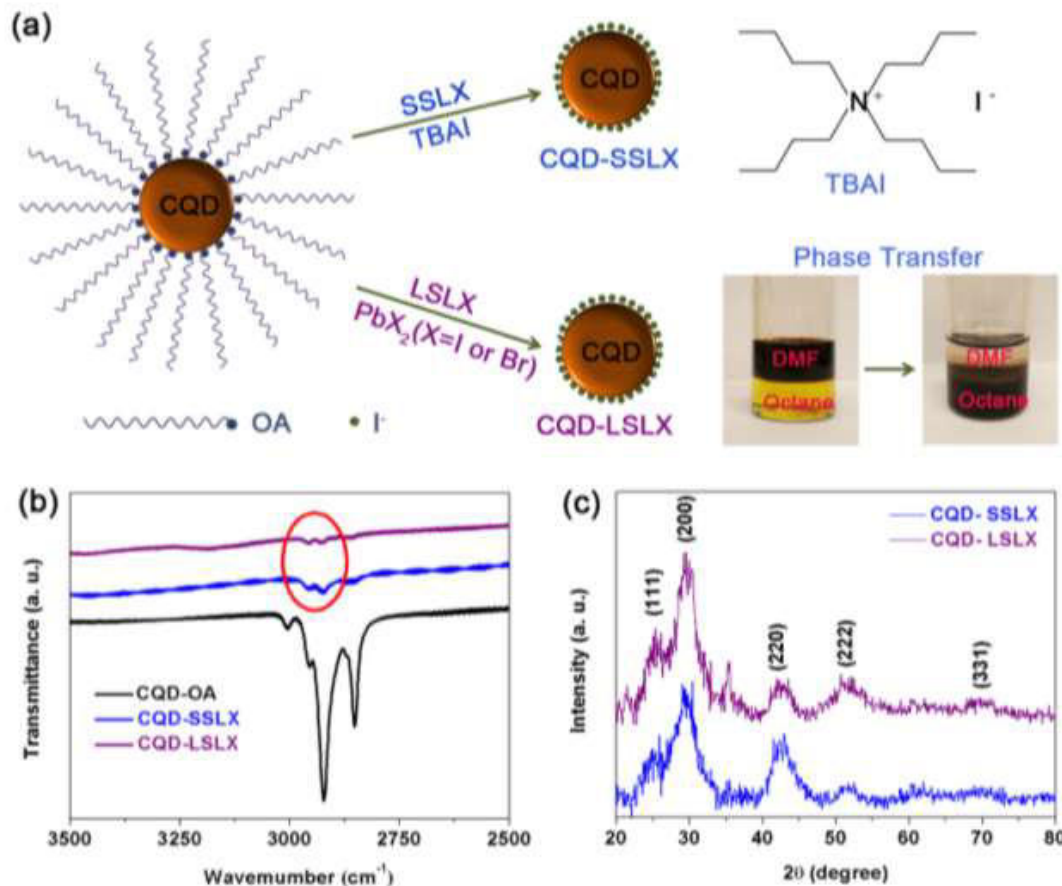 (a)
CQD
SSLX
TBAI
CQD
CQD-SSLX
N+
I-
TBAI
LSLX
PbX₂(X=I or Br)
CQD
CQD-LSLX
OA
I-
Phase Transfer
DMF
Octane
DMF
Octane
(b)
Transmittance (a. u.)
CQD-OA
CQD-SSLX
CQD-LSLX
3500 3250 3000 2750 2500
Wavemumber (cm⁻¹)
(c)
Intensity (a. u.)
CQD- SSLX
CQD- LSLX
(111)
(200)
(220)
(222)
(331)
20 30 40 50 60 70 80
2θ (degree)